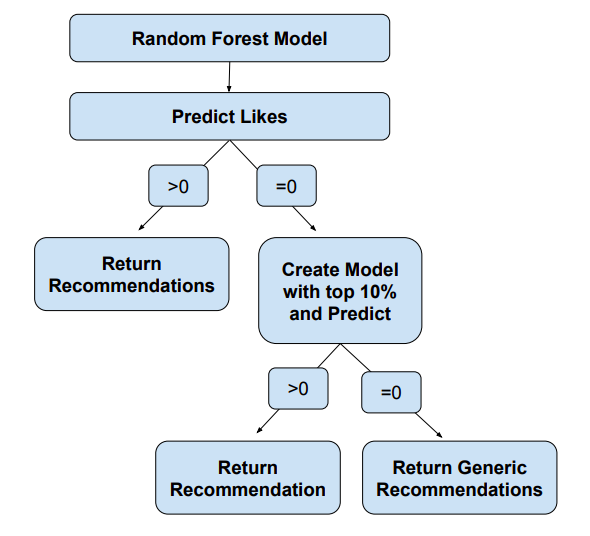 Random Forest Model
Predict Likes
>0
=0
Return
Recommendations
Create Model
with top 10%
and Predict
>0
=0
Return
Recommendation
Return Generic
Recommendations